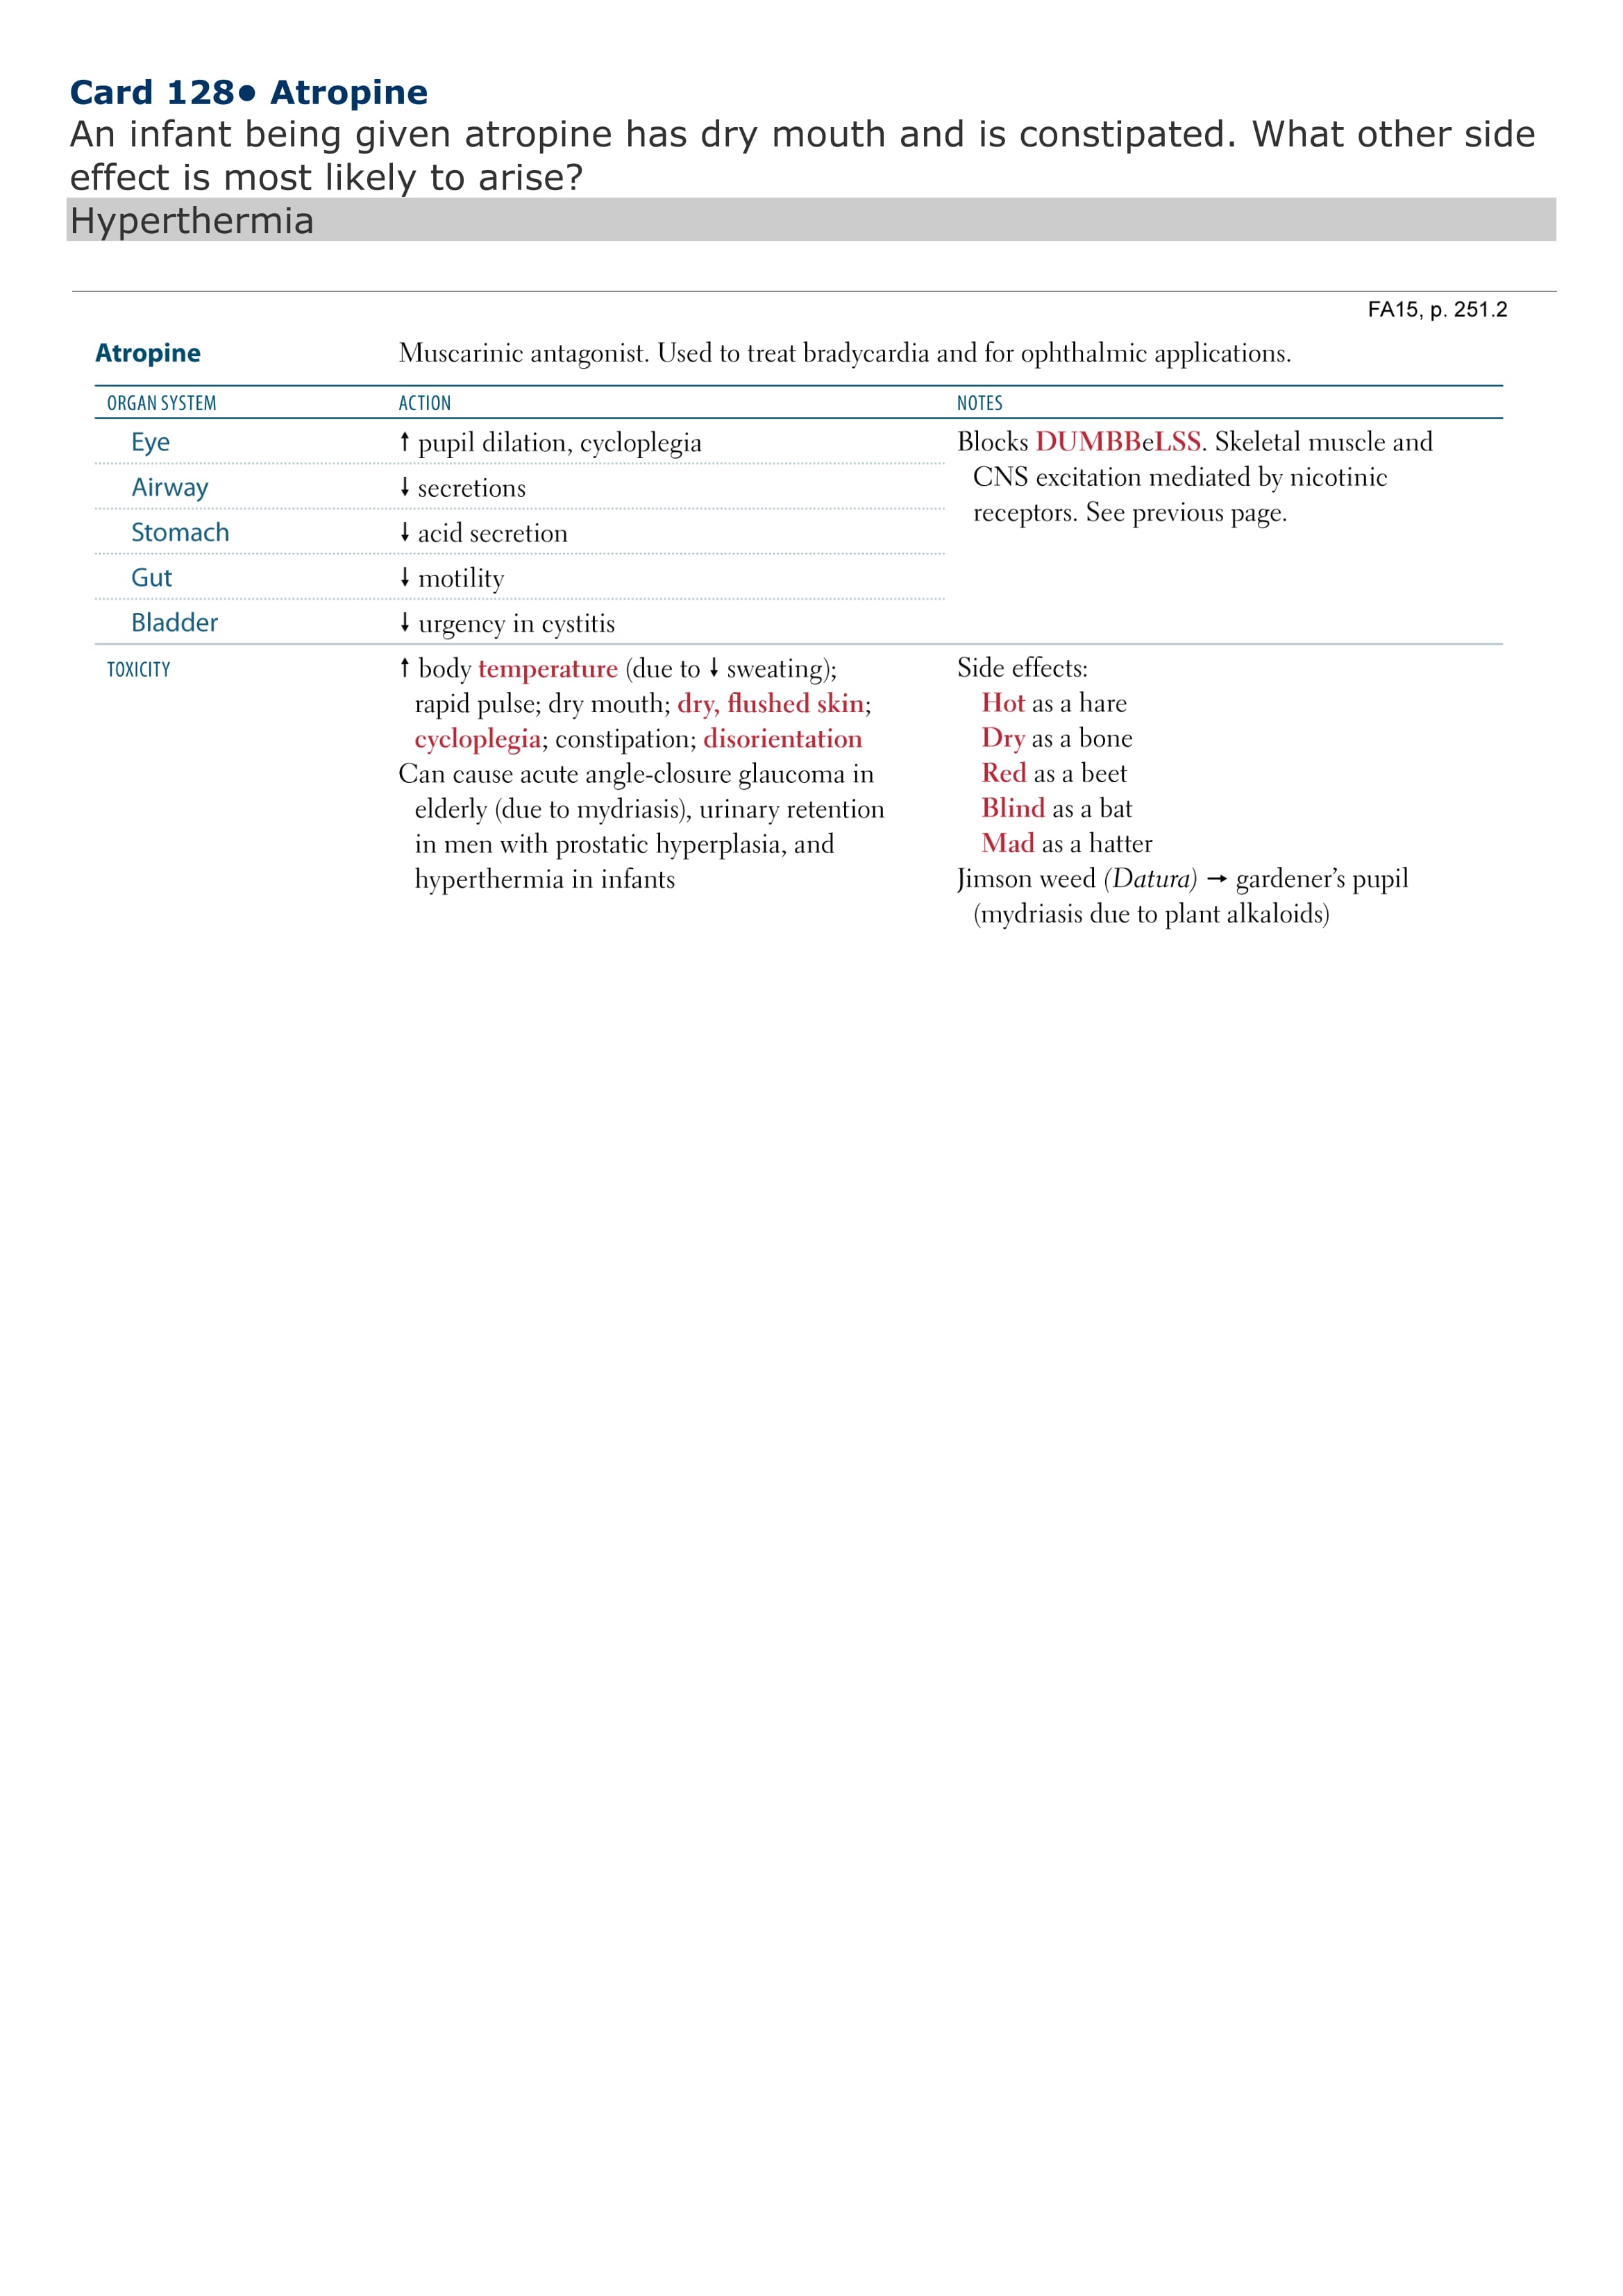 Card 128• Atropine
An infant being given atropine has dry mouth and is constipated. What other side
effect is most likely to arise?
Hyperthermia
FA15, p. 251.2
Atropine Muscarinic antagonist. Used to treat bradycardia and for ophthalmic applications.
ORGAN SYSTEM ACTION NOTES
Eye ↑ pupil dilation, cycloplegia Blocks DUMBBeLSS. Skeletal muscle and
CNS excitation mediated by nicotinic
receptors. See previous page.
Airway ↓ secretions
Stomach ↓ acid secretion
Gut ↓ motility
Bladder ↓ urgency in cystitis
TOXICITY ↑ body temperature (due to ↓ sweating);
rapid pulse; dry mouth; dry, flushed skin;
cycloplegia; constipation; disorientation
Can cause acute angle-closure glaucoma in
elderly (due to mydriasis), urinary retention
in men with prostatic hyperplasia, and
hyperthermia in infants
Side effects:
Hot as a hare
Dry as a bone
Red as a beet
Blind as a bat
Mad as a hatter
Jimson weed (Datura) → gardener’s pupil
(mydriasis due to plant alkaloids)